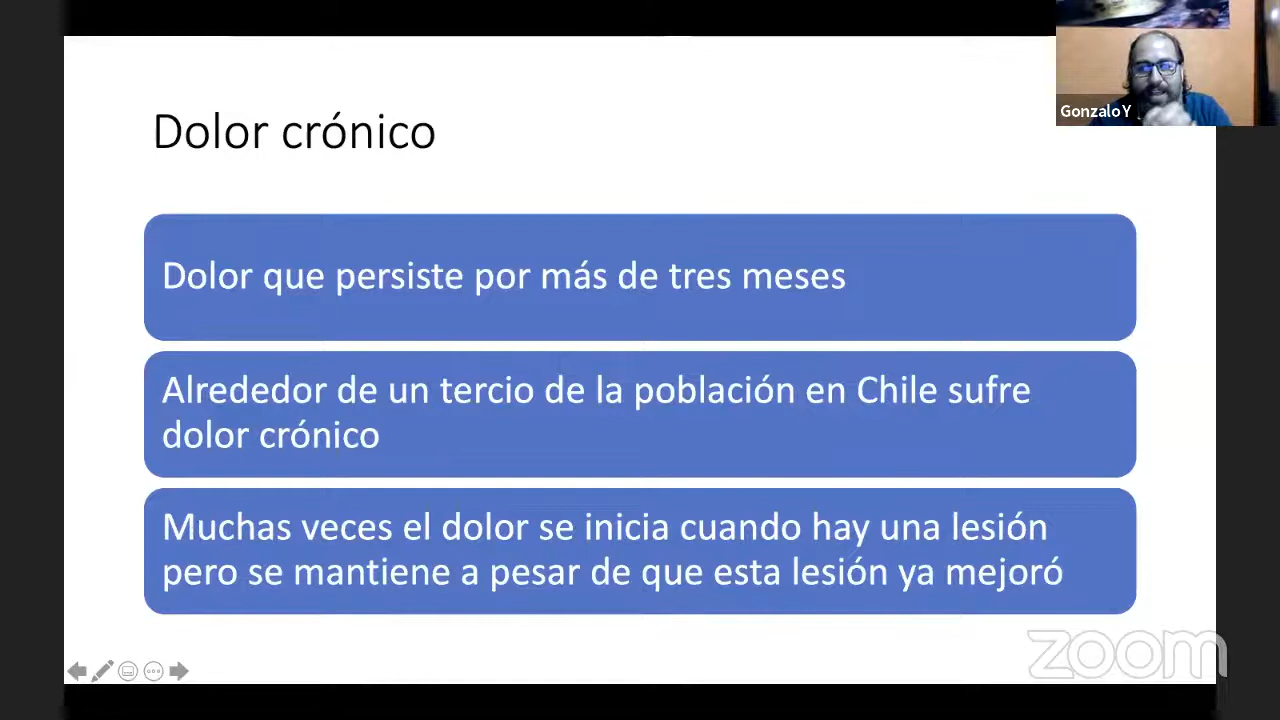 GonzaloY
Dolor crónico
Dolor que persiste por más de tres meses
Alrededor de un tercio de la población en Chile sufre
dolor crónico
Muchas veces el dolor se inicia cuando hay una lesión
pero se mantiene a pesar de que esta lesión ya mejoró
zoom